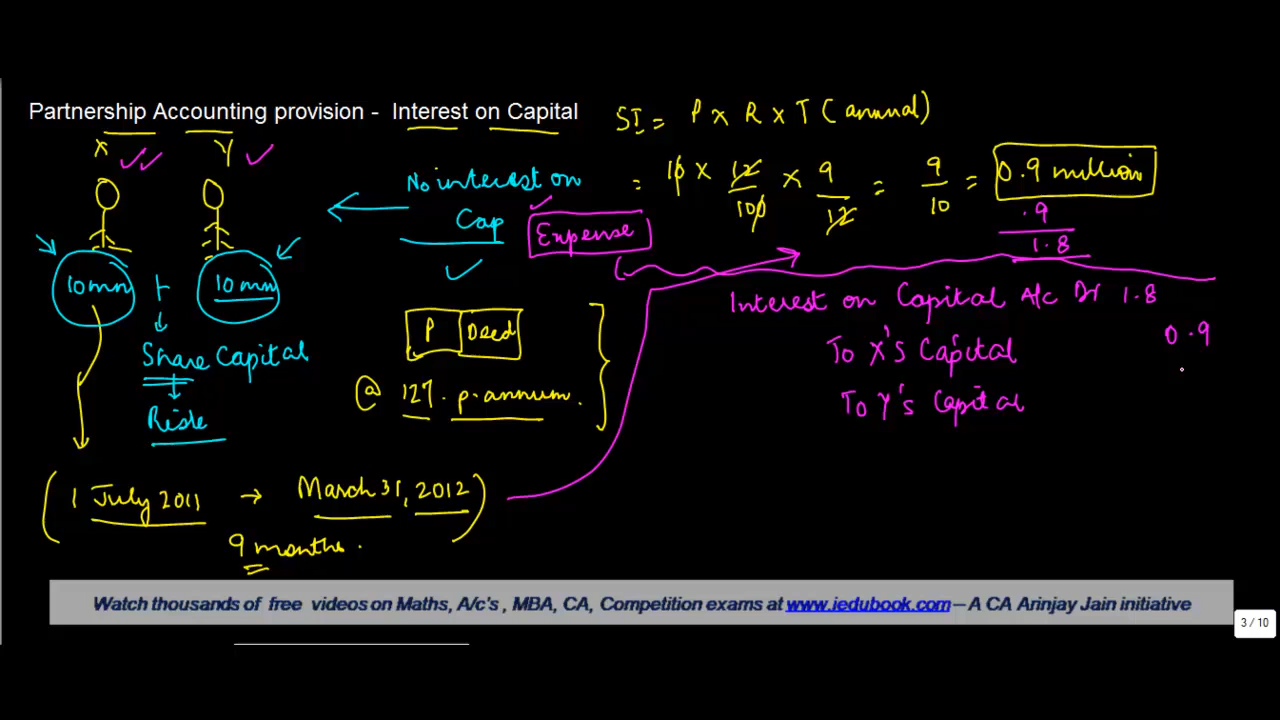 Partnership Accounting provision - Interest on Capital
SI = P x R x T (annual)
X Y
= 10 x 12/100 x 9/12 = 9/10 = 0.9 million
.9
1.8
No interest on
Cap
Expense
10mn + 10mn
Interest on Capital A/c Dr 1.8
0.9
To X's Capital
To Y's Capital
P Deed
Share Capital
@ 12%. p.annum.
Risk
(1 July 2011 → March 31, 2012)
9 months.
Watch thousands of free videos on Maths, A/c's , MBA, CA, Competition exams at www.iedubook.com – A CA Arinjay Jain initiative
3 / 10